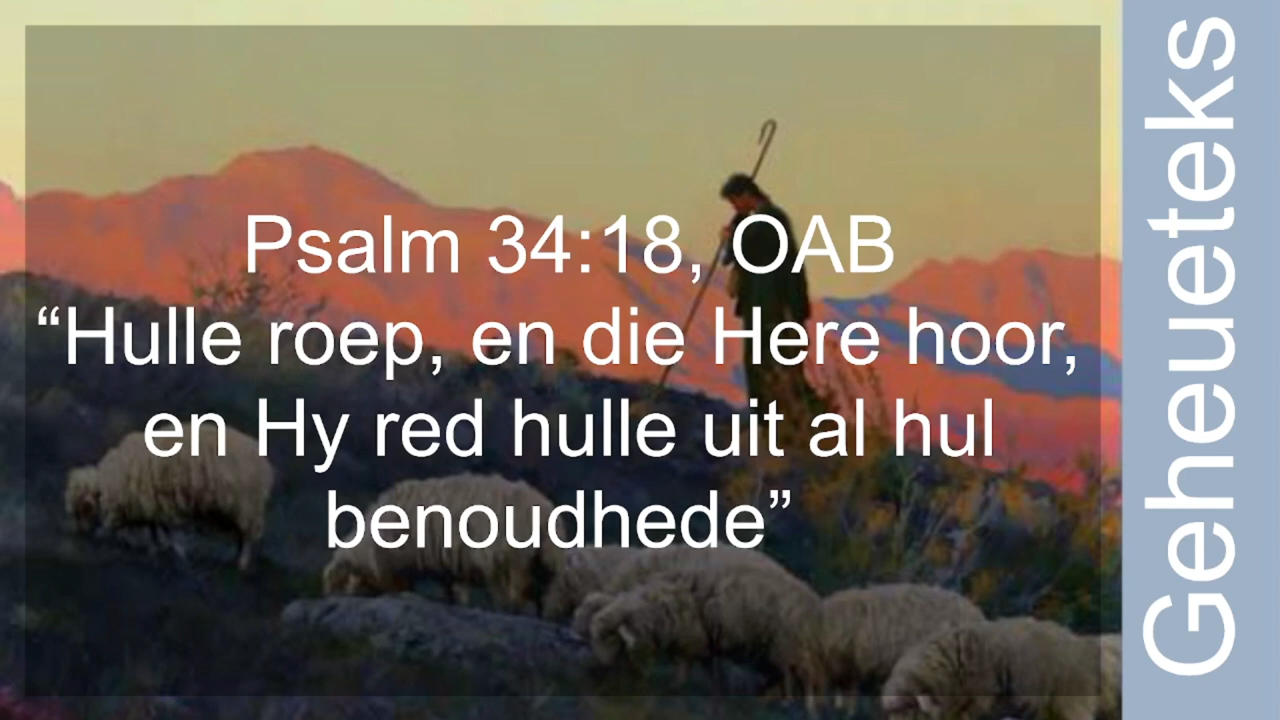 Psalm 34:18, OAB
“Hulle roep, en die Here hoor,
en Hy red hulle uit al hul
benoudhede”
Geheueteks